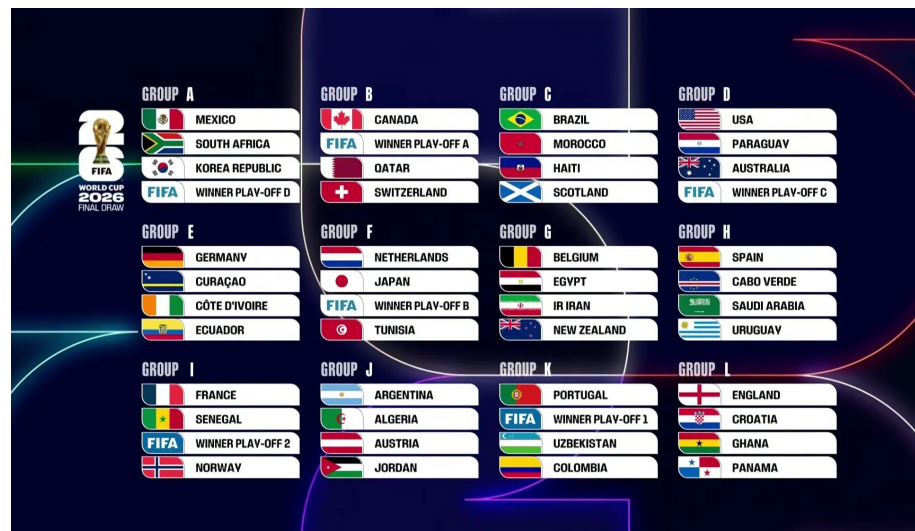 GROUP A
MEXICO
SOUTH AFRICA
KOREA REPUBLIC
FIFA WINNER PLAY-OFF D
GROUP B
CANADA
FIFA WINNER PLAY-OFF A
QATAR
SWITZERLAND
GROUP C
BRAZIL
MOROCCO
HAITI
SCOTLAND
GROUP D
USA
PARAGUAY
AUSTRALIA
FIFA WINNER PLAY-OFF C
26
FIFA
WORLD CUP
2026
FINAL DRAW
GROUP E
GERMANY
CURAÇAO
CÔTE D'IVOIRE
ECUADOR
GROUP F
NETHERLANDS
JAPAN
FIFA WINNER PLAY-OFF B
TUNISIA
GROUP G
BELGIUM
EGYPT
IR IRAN
NEW ZEALAND
GROUP H
SPAIN
CABO VERDE
SAUDI ARABIA
URUGUAY
GROUP I
FRANCE
SENEGAL
FIFA WINNER PLAY-OFF 2
NORWAY
GROUP J
ARGENTINA
ALGERIA
AUSTRIA
JORDAN
GROUP K
PORTUGAL
FIFA WINNER PLAY-OFF 1
UZBEKISTAN
COLOMBIA
GROUP L
ENGLAND
CROATIA
GHANA
PANAMA